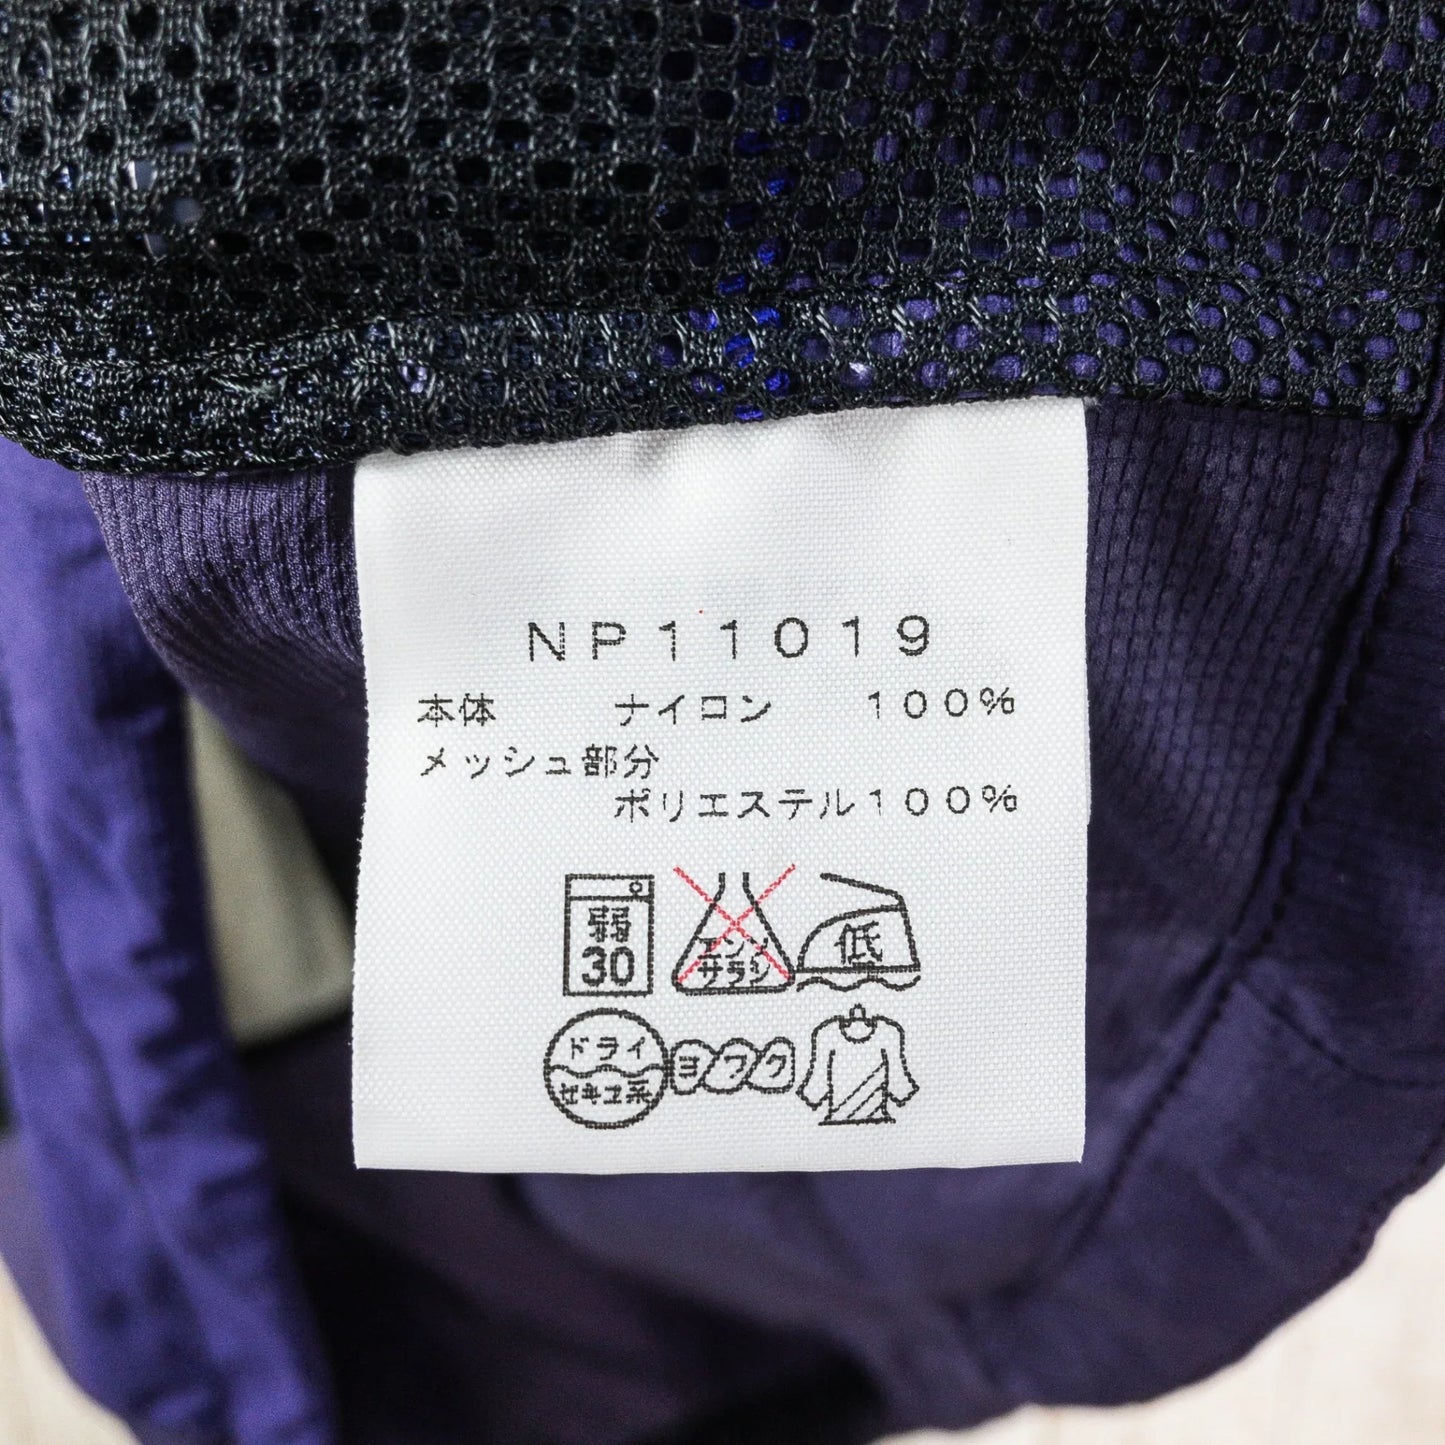 NP11019
本体 ナイロン 100%
メッシュ部分
ポリエステル100%
弱
30
エンソ
サラシ
低
ドライ
セキユ系
ヨワク